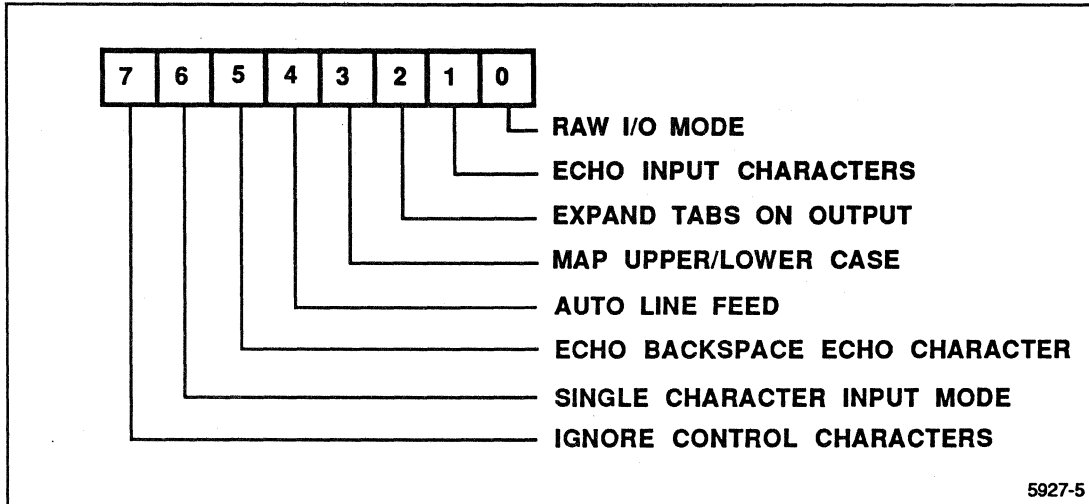 7 6 5 4 3 2 1 0
RAW I/O MODE
ECHO INPUT CHARACTERS
EXPAND TABS ON OUTPUT
MAP UPPER/LOWER CASE
AUTO LINE FEED
ECHO BACKSPACE ECHO CHARACTER
SINGLE CHARACTER INPUT MODE
IGNORE CONTROL CHARACTERS
5927-5